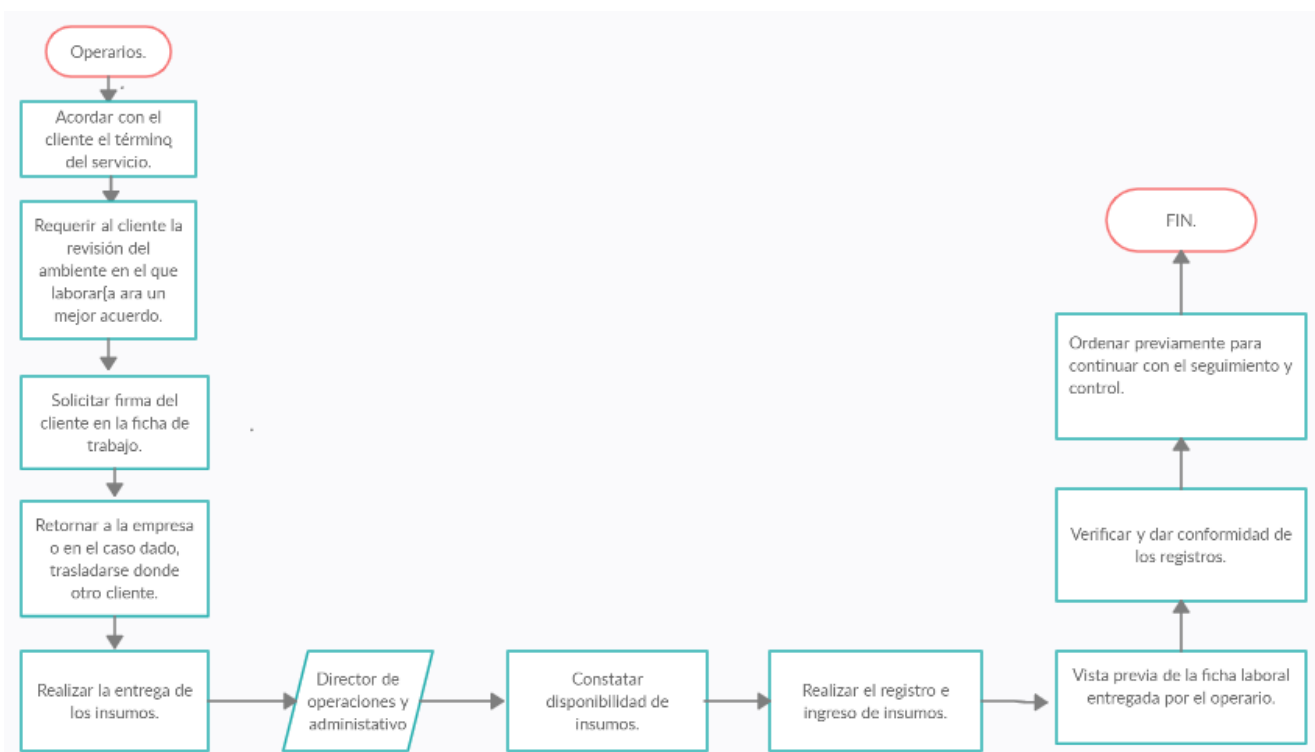 Operarios.
Acordar con el
cliente el término
del servicio.
Requerir al cliente la
revisión del
ambiente en el que
laborar{a ara un
mejor acuerdo.
Solicitar firma del
cliente en la ficha de
trabajo.
Retornar a la empresa
o en el caso dado,
trasladarse donde
otro cliente.
Realizar la entrega de
los insumos.
Director de
operaciones y
administativo
Constatar
disponibilidad de
insumos.
Realizar el registro e
ingreso de insumos.
Vista previa de la ficha laboral
entregada por el operario.
Verificar y dar conformidad de
los registros.
Ordenar previamente para
continuar con el seguimiento y
control.
FIN.